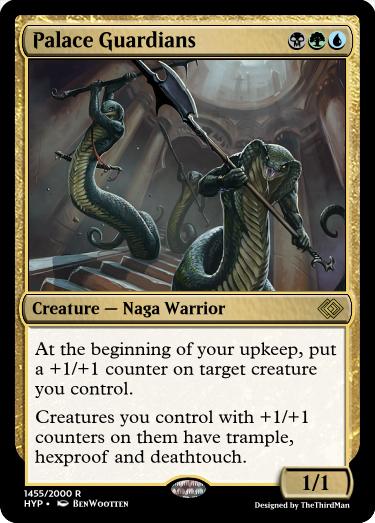 Palace Guardians
Creature — Naga Warrior
At the beginning of your upkeep, put
a +1/+1 counter on target creature
you control.
Creatures you control with +1/+1
counters on them have trample,
hexproof and deathtouch.
1/1
1455/2000 R
HYP • BenWootten
Designed by TheThirdMan